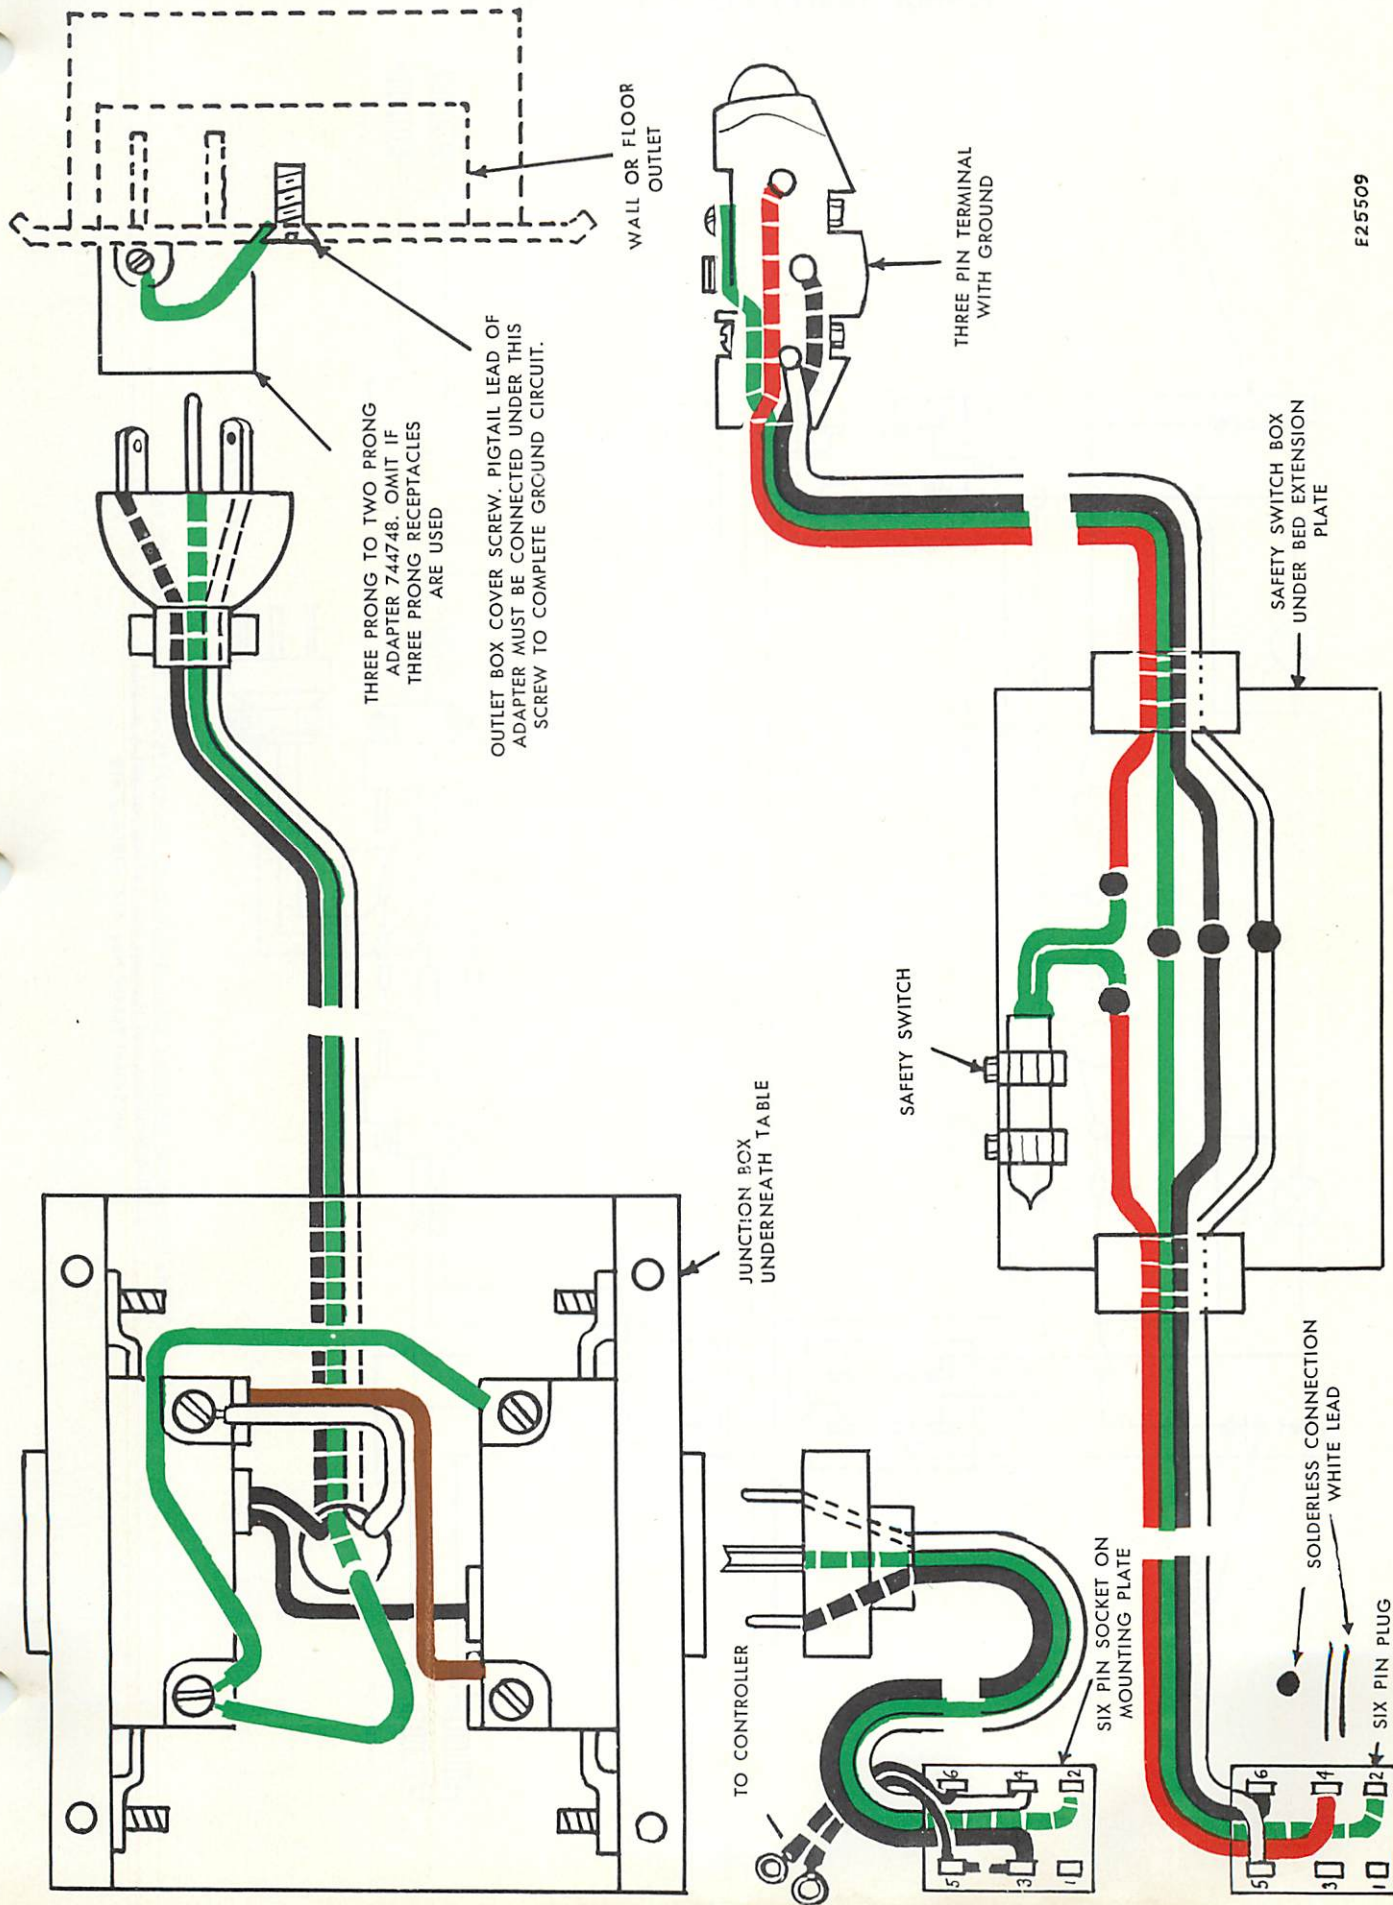 WALL OR FLOOR
OUTLET
THREE PRONG TO TWO PRONG
ADAPTER 744748. OMIT IF
THREE PRONG RECEPTACLES
ARE USED
OUTLET BOX COVER SCREW. PIGTAIL LEAD OF
ADAPTER MUST BE CONNECTED UNDER THIS
SCREW TO COMPLETE GROUND CIRCUIT.
JUNCTION BOX
UNDERNEATH TABLE
THREE PIN TERMINAL
WITH GROUND
SAFETY SWITCH
SAFETY SWITCH BOX
UNDER BED EXTENSION
PLATE
TO CONTROLLER
SIX PIN SOCKET ON
MOUNTING PLATE
6
4
2
5
3
1
SOLDERLESS CONNECTION
WHITE LEAD
SIX PIN PLUG
6
4
2
5
3
1
E25509